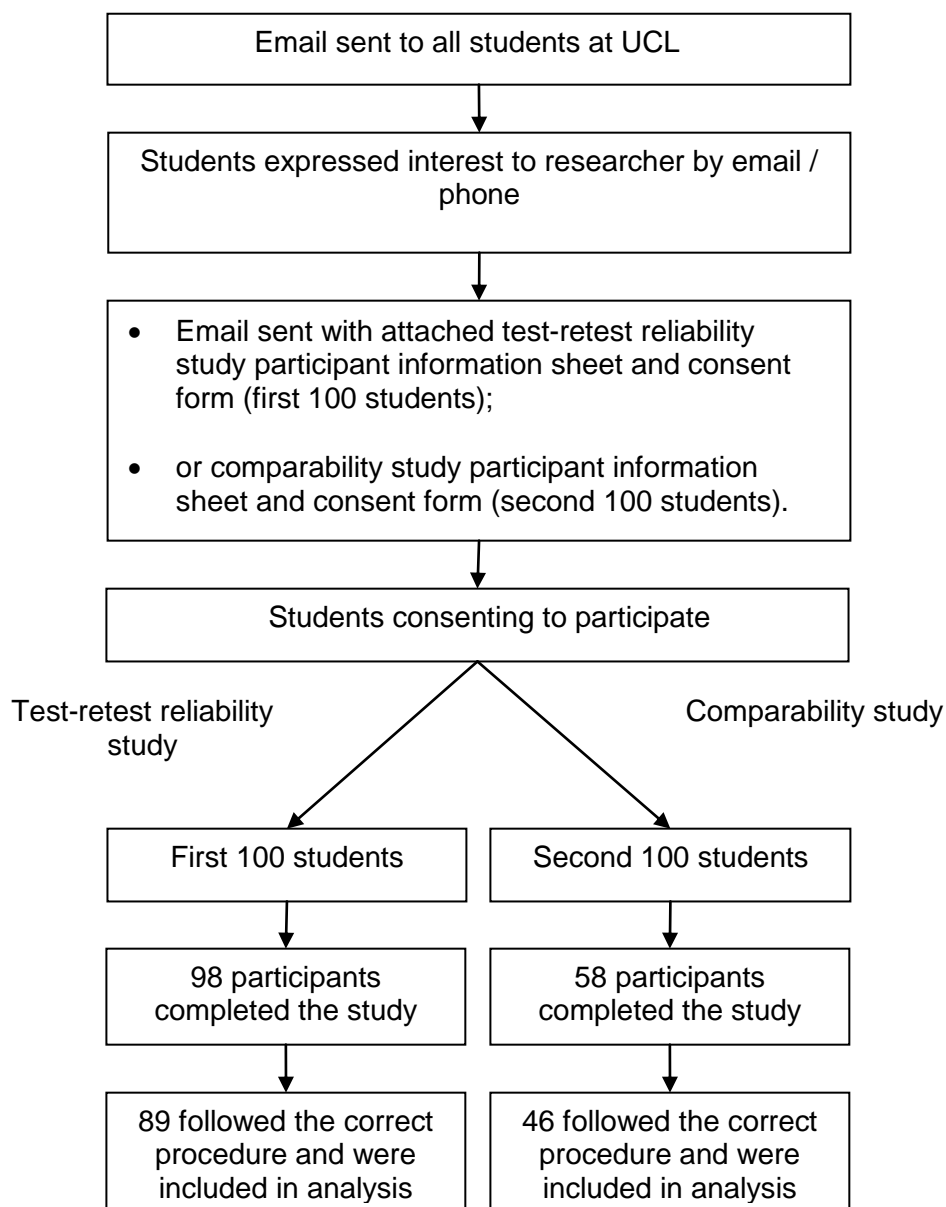 Email sent to all students at UCL
Students expressed interest to researcher by email /
phone
• Email sent with attached test-retest reliability
study participant information sheet and consent
form (first 100 students);
• or comparability study participant information
sheet and consent form (second 100 students).
Students consenting to participate
Test-retest reliability
study
Comparability study
First 100 students
Second 100 students
98 participants
completed the study
58 participants
completed the study
89 followed the correct
procedure and were
included in analysis
46 followed the correct
procedure and were
included in analysis